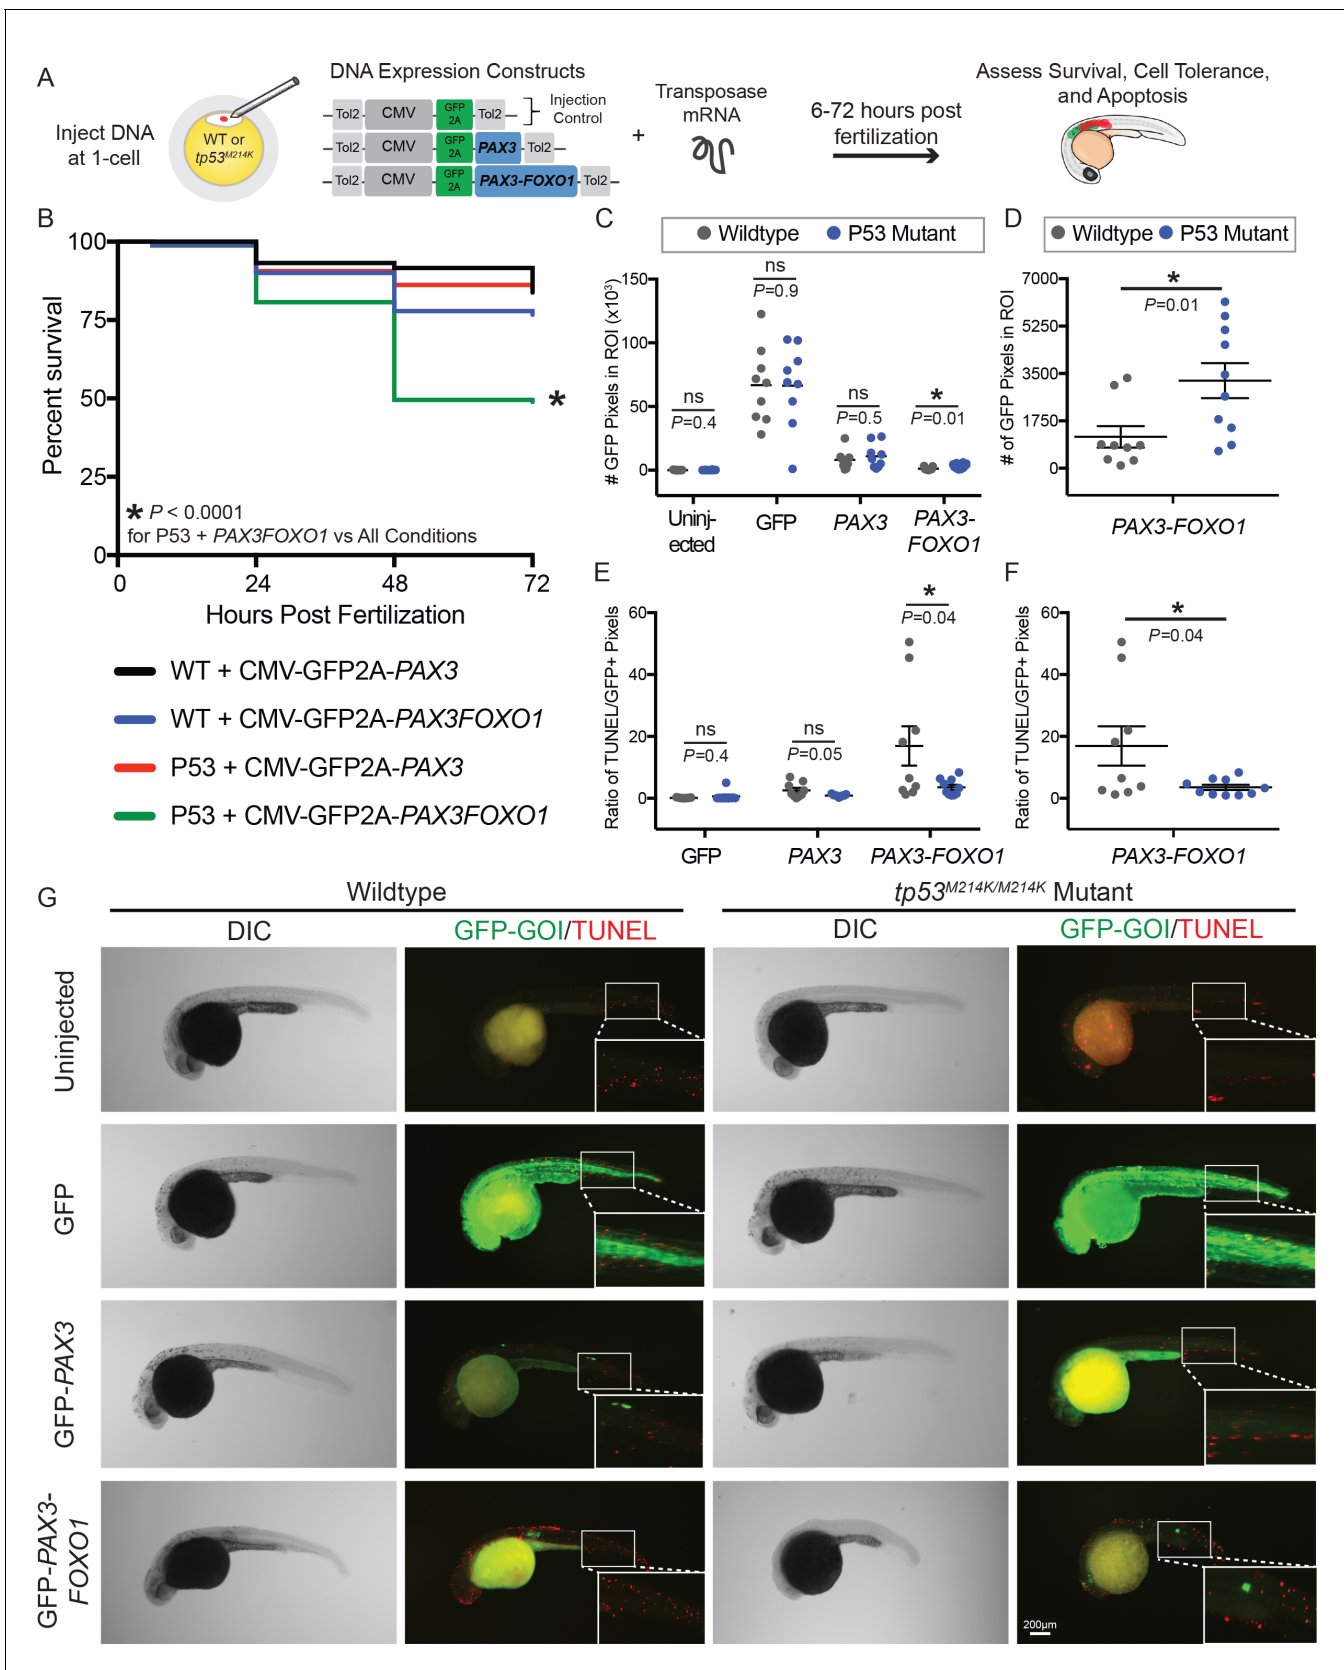 A
Inject DNA
at 1-cell
WT or
tp53M214K
DNA Expression Constructs
Tol2 CMV GFP 2A Tol2
Injection
Control
Tol2 CMV GFP 2A PAX3 Tol2
Tol2 CMV GFP 2A PAX3-FOXO1 Tol2
+
Transposase
mRNA
6-72 hours post
fertilization
Assess Survival, Cell Tolerance,
and Apoptosis
B
Percent survival
100
75
50
25
0
*
* P < 0.0001
for P53 + PAX3FOXO1 vs All Conditions
0 24 48 72
Hours Post Fertilization
WT + CMV-GFP2A-PAX3
WT + CMV-GFP2A-PAX3FOXO1
P53 + CMV-GFP2A-PAX3
P53 + CMV-GFP2A-PAX3FOXO1
C
Wildtype P53 Mutant
# GFP Pixels in ROI (x10³)
150
100
50
0
ns
P=0.4
ns
P=0.9
ns
P=0.5
*
P=0.01
Uninj-
ected
GFP
PAX3
PAX3-
FOXO1
D
Wildtype P53 Mutant
# of GFP Pixels in ROI
7000
5250
3500
1750
0
*
P=0.01
PAX3-FOXO1
E
Ratio of TUNEL/GFP+ Pixels
60
40
20
0
ns
P=0.4
ns
P=0.05
*
P=0.04
GFP PAX3 PAX3-FOXO1
F
Ratio of TUNEL/GFP+ Pixels
60
40
20
0
*
P=0.04
PAX3-FOXO1
G
Wildtype
tp53M214K/M214K Mutant
DIC GFP-GOI/TUNEL DIC GFP-GOI/TUNEL
Uninjected
GFP
GFP-PAX3
GFP-PAX3-
FOXO1
200µm